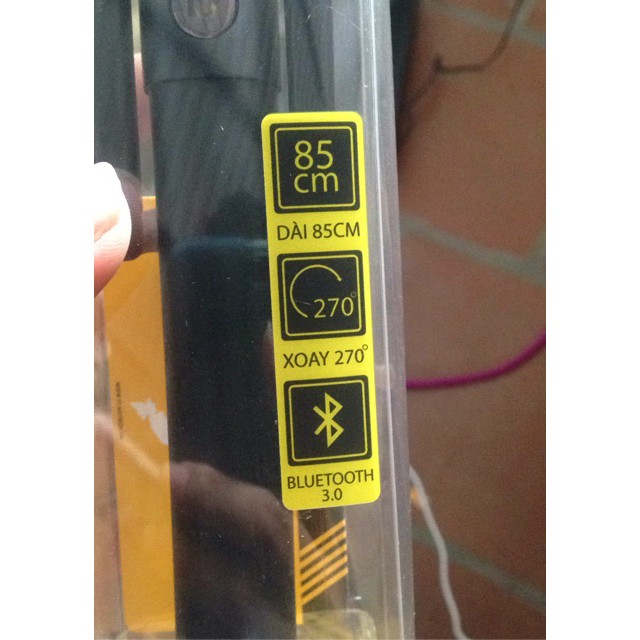 85
cm
DÀI 85CM
270°
XOAY 270°
BLUETOOTH
3.0